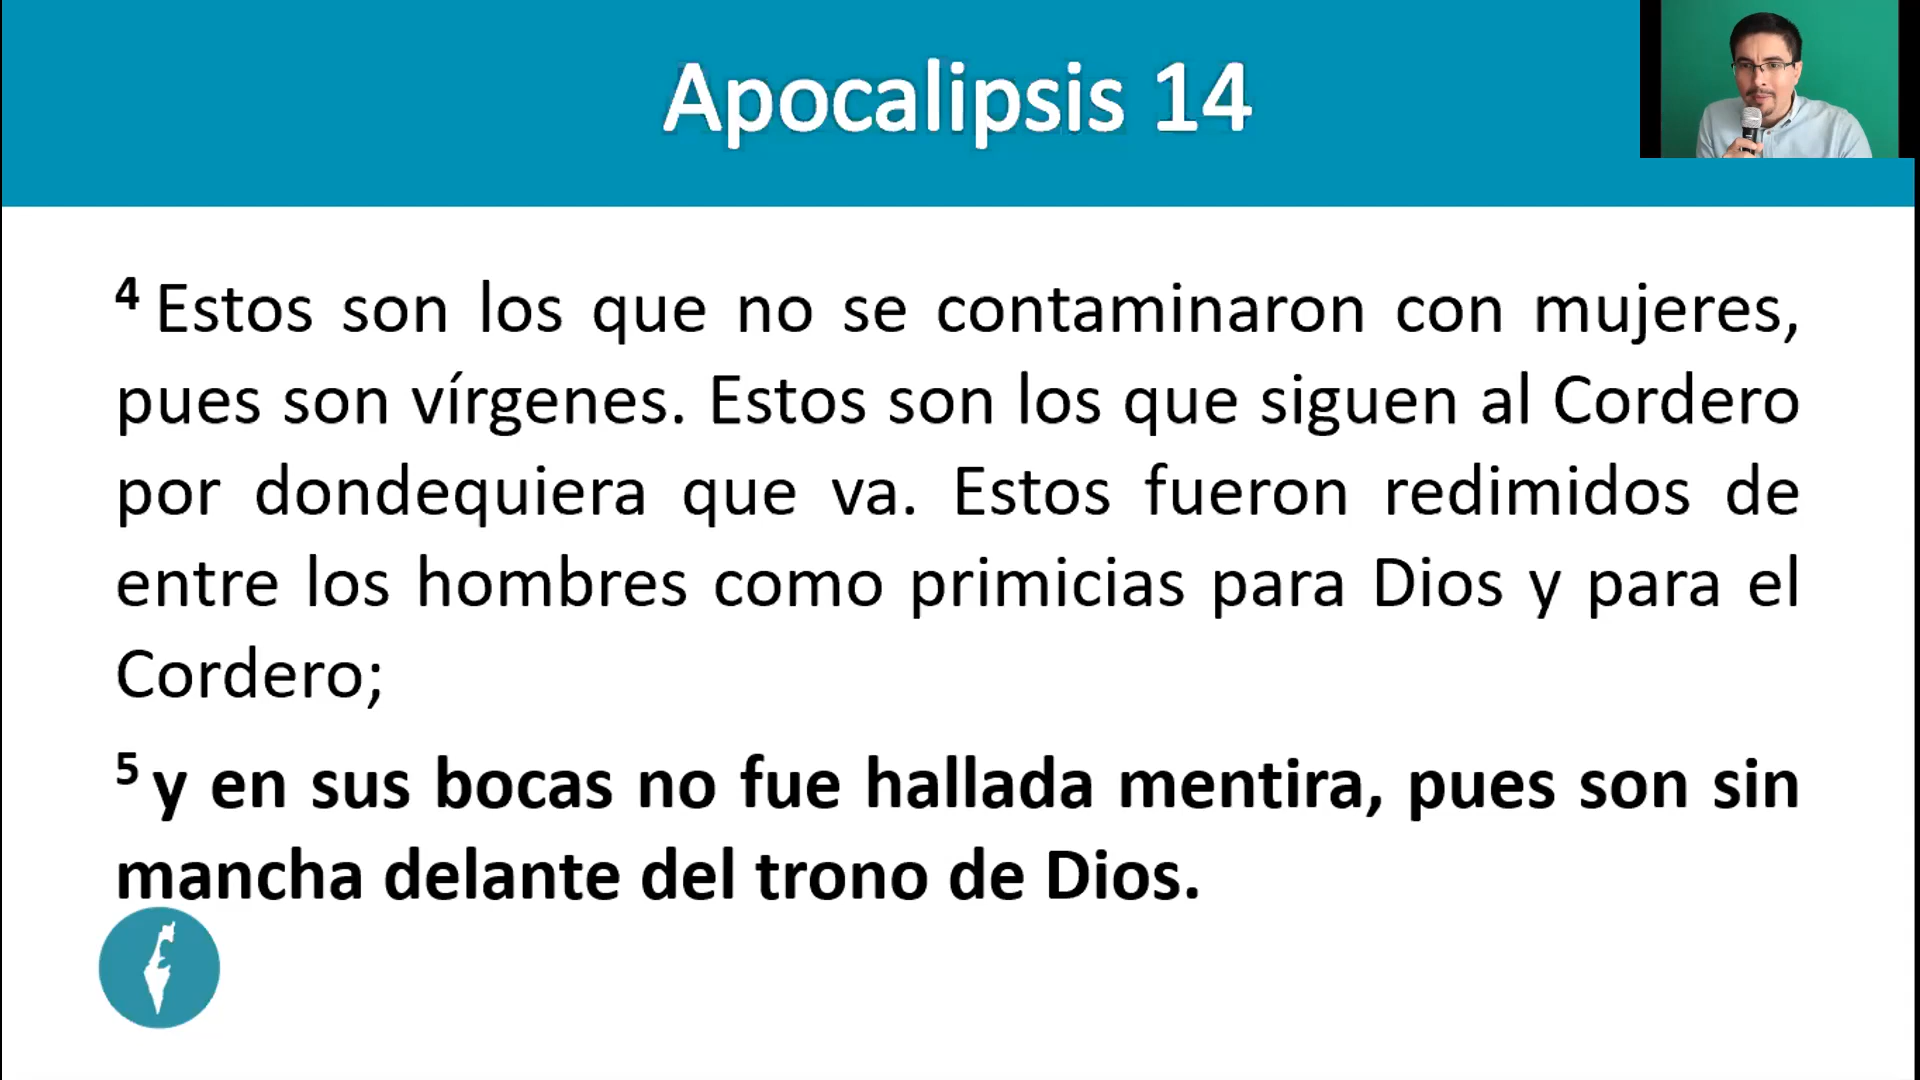 Apocalipsis 14
4 Estos son los que no se contaminaron con mujeres,
pues son vírgenes. Estos son los que siguen al Cordero
por dondequiera que va. Estos fueron redimidos de
entre los hombres como primicias para Dios y para el
Cordero;
5 y en sus bocas no fue hallada mentira, pues son sin
mancha delante del trono de Dios.